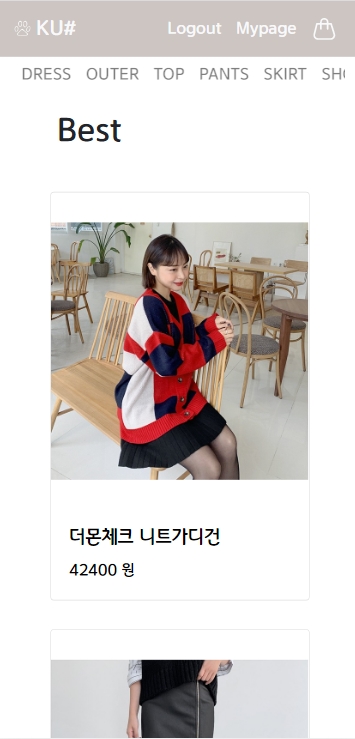 KU#
Logout Mypage
DRESS OUTER TOP PANTS SKIRT
Best
더몬체크 니트가디건
42400 원